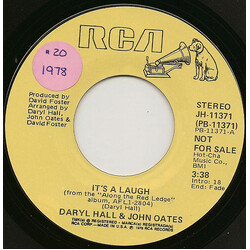 #20
1978
RCA
Produced by
David Foster
Arranged by
Daryl Hall,
John Oates &
David Foster
STEREO
JH-11371
(PB-11371)
PB-11371-A
NOT
FOR SALE
Hot-Cha
Music Co.,
BMI
3:38
Intro: 18
End: Fade
IT'S A LAUGH
(from the "Along the Red Ledge"
album, AFL1-2804)
(Daryl Hall)
DARYL HALL & JOHN OATES